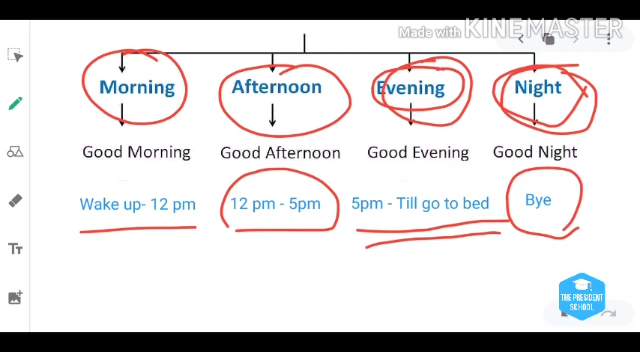 Made with KINEMASTER
Morning Afternoon Evening Night
Good Morning Good Afternoon Good Evening Good Night
Wake up- 12 pm 12 pm - 5pm 5pm - Till go to bed Bye
THE PRESIDENT
SCHOOL
Tт